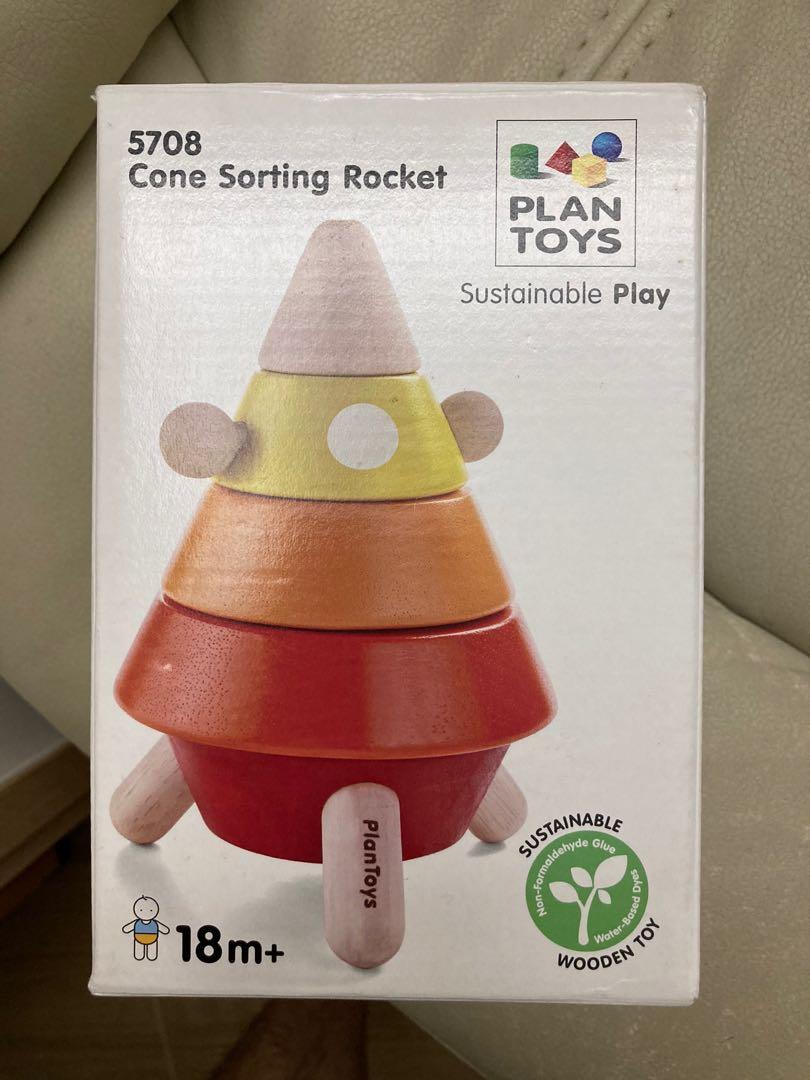 5708
Cone Sorting Rocket
PLAN
TOYS
Sustainable Play
PlanToys
18m+
SUSTAINABLE
Non-Formaldehyde Glue
Water-Based Dyes
WOODEN TOY